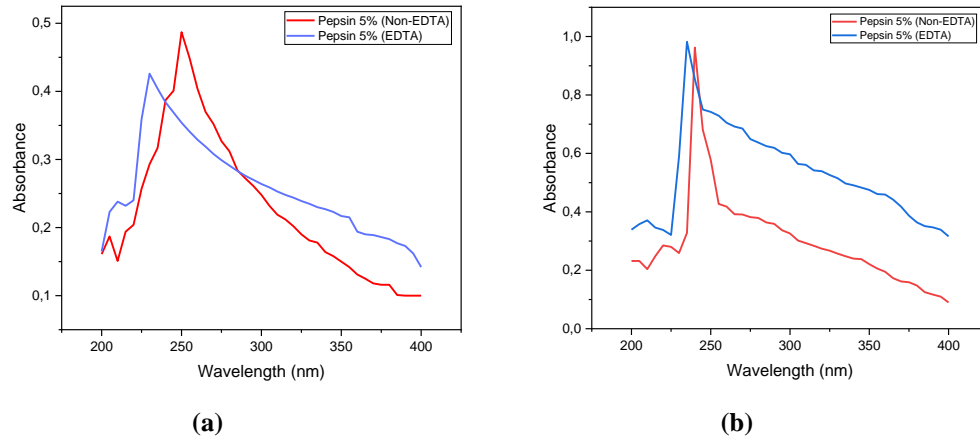 Pepsin 5% (Non-EDTA)
Pepsin 5% (EDTA)
0,5
0,4
0,3
0,2
0,1
Absorbance
200 250 300 350 400
Wavelength (nm)
(a)
Pepsin 5% (Non-EDTA)
Pepsin 5% (EDTA)
1,0
0,8
0,6
0,4
0,2
0,0
Absorbance
200 250 300 350 400
Wavelength (nm)
(b)